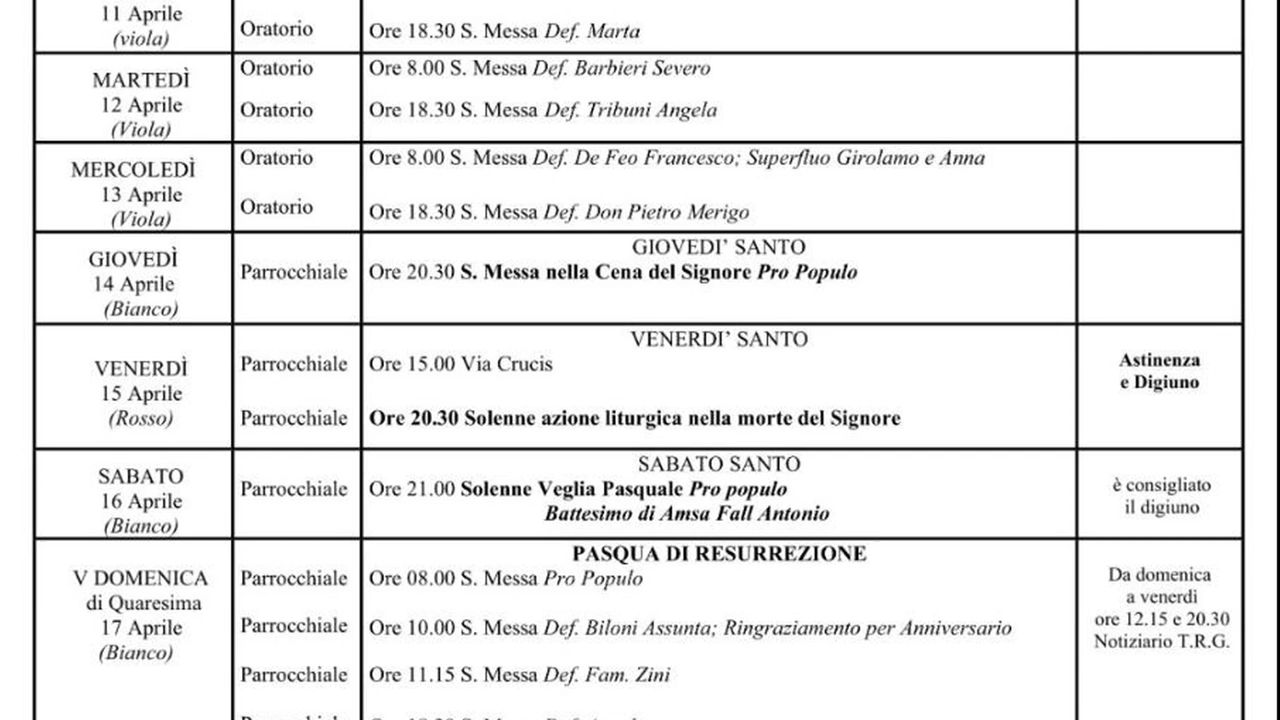 11 Aprile
(viola)
Oratorio
Ore 18.30 S. Messa Def. Marta
MARTEDÌ
12 Aprile
(Viola)
Oratorio
Ore 8.00 S. Messa Def. Barbieri Severo
Oratorio
Ore 18.30 S. Messa Def. Tribuni Angela
MERCOLEDÌ
13 Aprile
(Viola)
Oratorio
Ore 8.00 S. Messa Def. De Feo Francesco; Superfluo Girolamo e Anna
Oratorio
Ore 18.30 S. Messa Def. Don Pietro Merigo
GIOVEDÌ
14 Aprile
(Bianco)
GIOVEDI’ SANTO
Parrocchiale
Ore 20.30 S. Messa nella Cena del Signore Pro Populo
VENERDÌ
15 Aprile
(Rosso)
VENERDI’ SANTO
Parrocchiale
Ore 15.00 Via Crucis
Parrocchiale
Ore 20.30 Solenne azione liturgica nella morte del Signore
Astinenza
e Digiuno
SABATO
16 Aprile
(Bianco)
SABATO SANTO
Parrocchiale
Ore 21.00 Solenne Veglia Pasquale Pro populo
Battesimo di Amsa Fall Antonio
è consigliato
il digiuno
V DOMENICA
di Quaresima
17 Aprile
(Bianco)
PASQUA DI RESURREZIONE
Parrocchiale
Ore 08.00 S. Messa Pro Populo
Parrocchiale
Ore 10.00 S. Messa Def. Biloni Assunta; Ringraziamento per Anniversario
Parrocchiale
Ore 11.15 S. Messa Def. Fam. Zini
Da domenica
a venerdì
ore 12.15 e 20.30
Notiziario T.R.G.